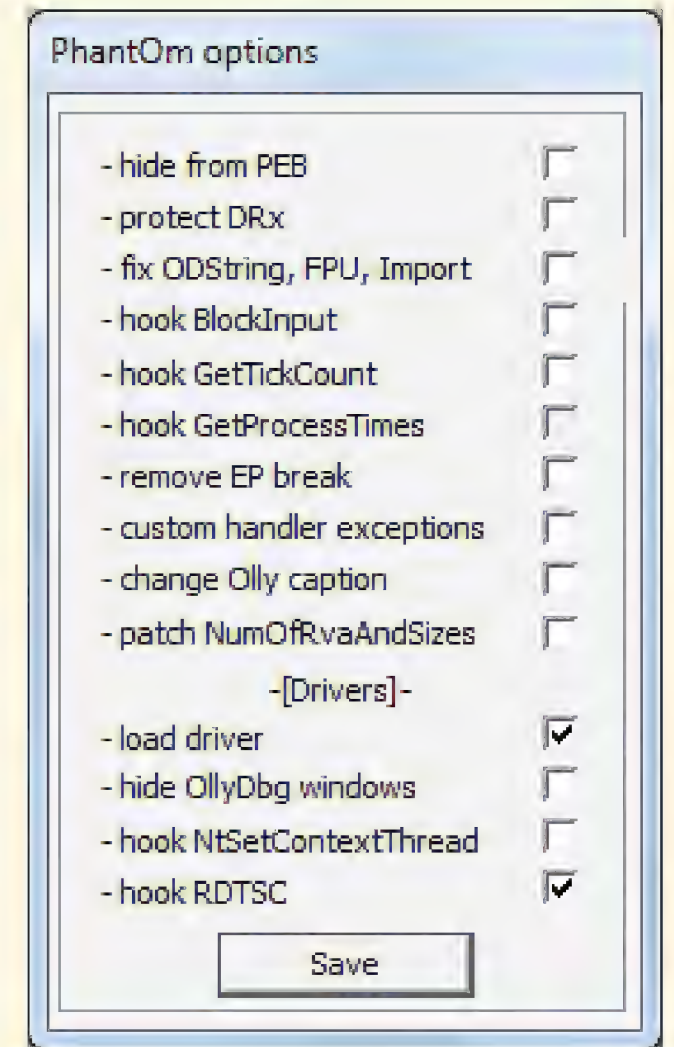 PhantOm options
- hide from PEB
- protect DRx
- fix ODString, FPU, Import
- hook BlockInput
- hook GetTickCount
- hook GetProcessTimes
- remove EP break
- custom handler exceptions
- change Olly caption
- patch NumOfRvaAndSizes
-[Drivers]-
- load driver
- hide OllyDbg windows
- hook NtSetContextThread
- hook RDTSC
Save